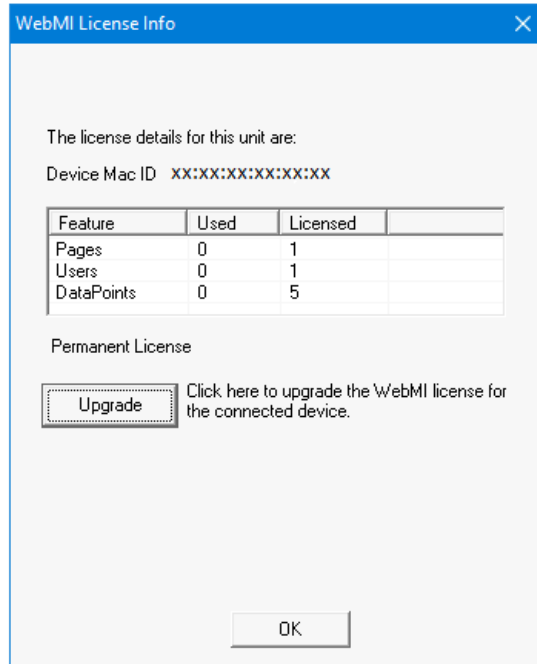 WebMI License Info
The license details for this unit are:
Device Mac ID xx:xx:xx:xx:xx:xx
Feature Used Licensed
Pages 0 1
Users 0 1
DataPoints 0 5
Permanent License
Upgrade
Click here to upgrade the WebMI license for
the connected device.
OK